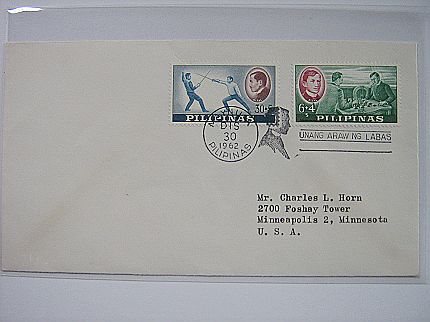 30+5
PILIPINAS
6+4
s
PILIPINAS
MAYNILA
DIS
30
1962
PILIPINAS
UNANG ARAW NG LABAS
Mr. Charles L. Horn
2700 Foshay Tower
Minneapolis 2, Minnesota
U. S. A.